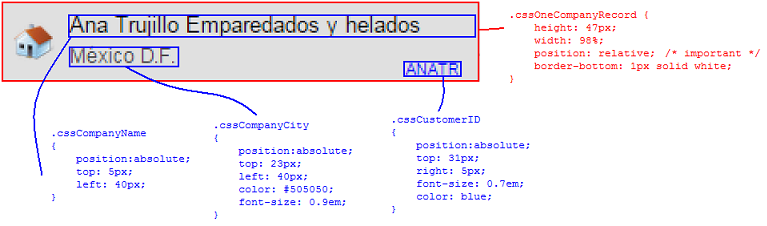 Ana Trujillo Emparedados y helados
México D.F.
ANATR
.cssOneCompanyRecord {
height: 47px;
width: 98%;
position: relative; /* important */
border-bottom: 1px solid white;
}
.cssCompanyName
{
position:absolute;
top: 5px;
left: 40px;
}
.cssCompanyCity
{
position:absolute;
top: 23px;
left: 40px;
color: #505050;
font-size: 0.9em;
}
.cssCustomerID
{
position:absolute;
top: 31px;
right: 5px;
font-size: 0.7em;
color: blue;
}